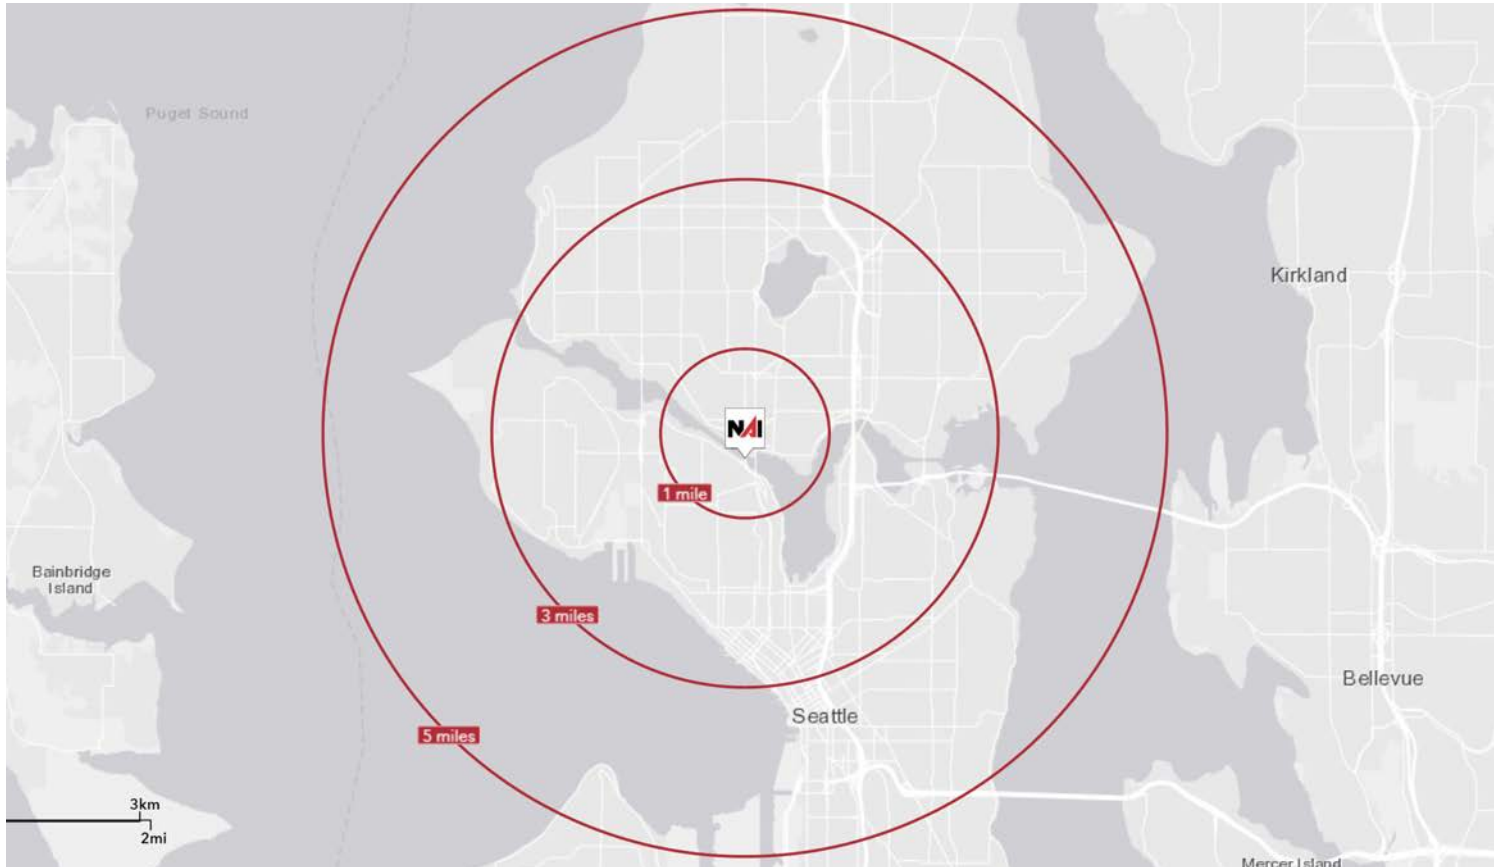 Puget Sound
Kirkland
NAI
1 mile
Bainbridge
Island
3 miles
Bellevue
Seattle
5 miles
3km
2mi
Mercer Island